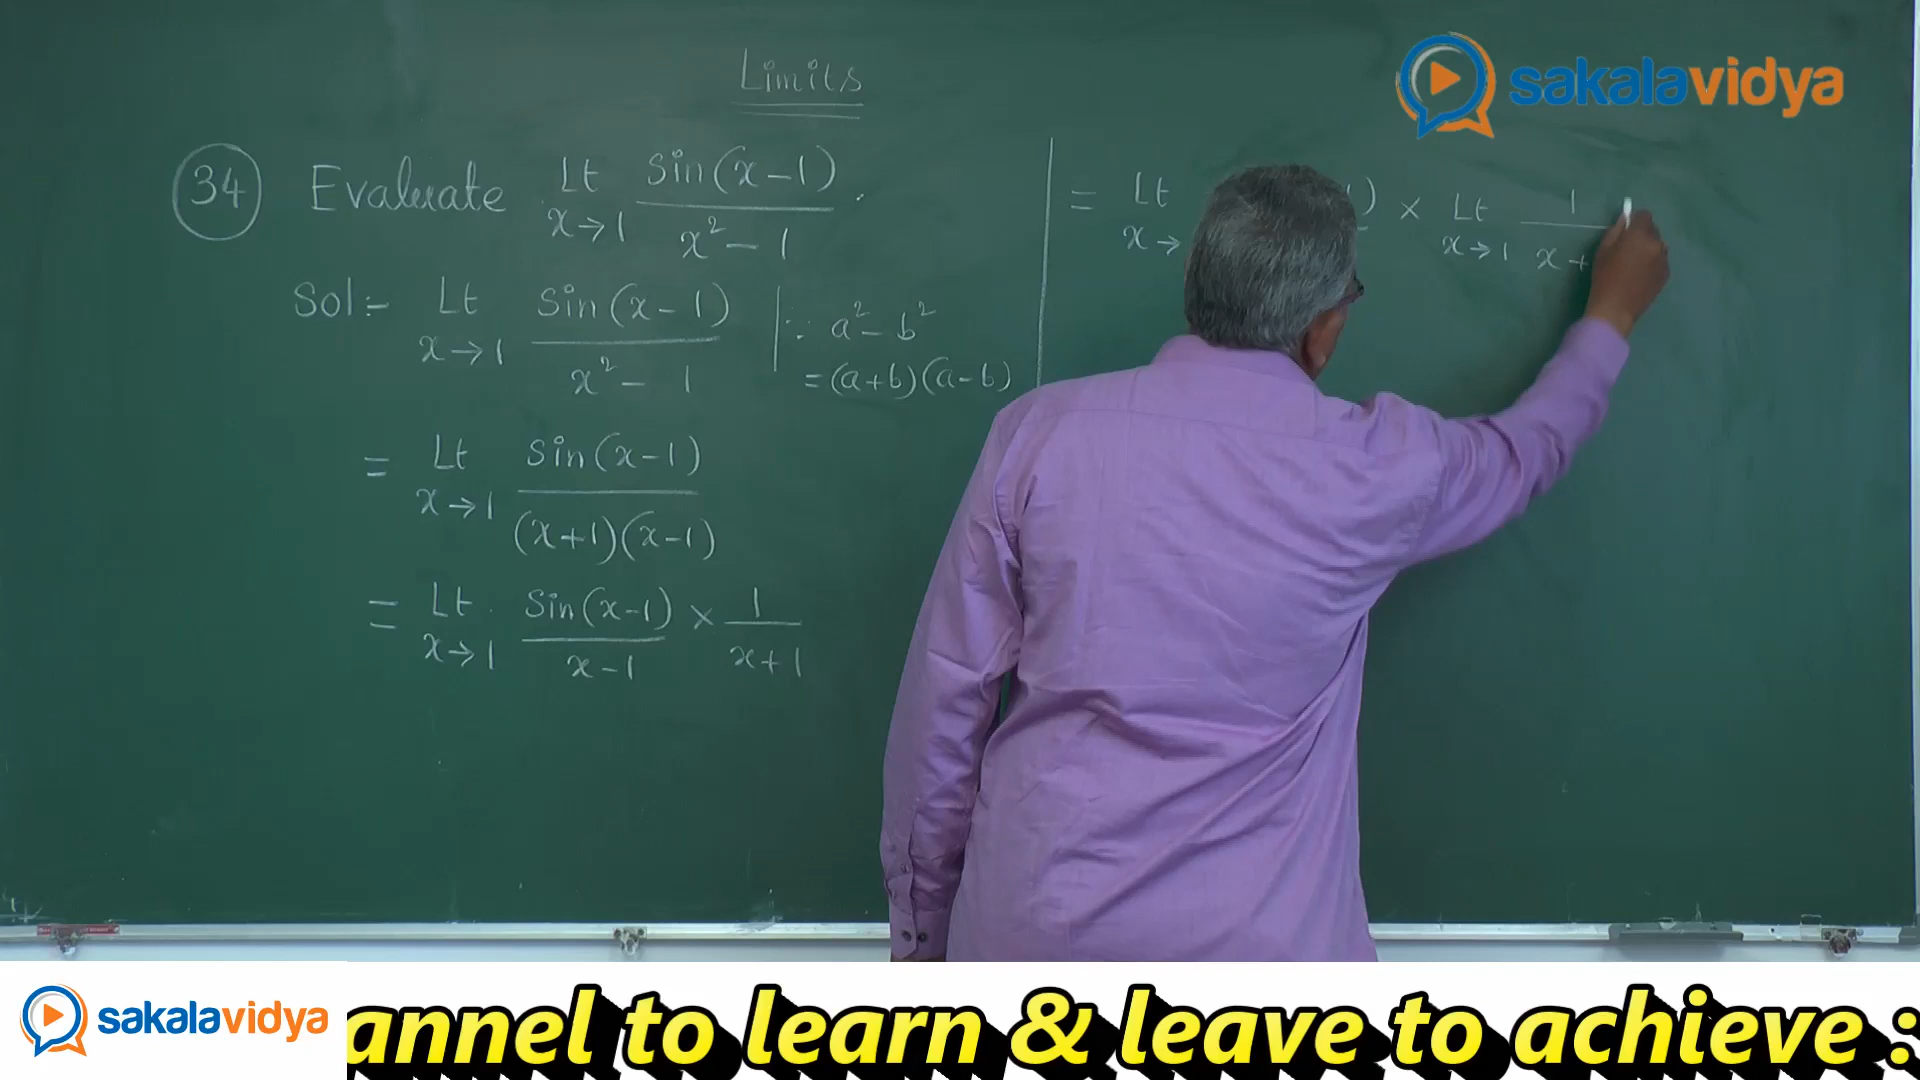 Limits
sakalavidya
34 Evaluate Lt x→1 sin(x-1) / x² - 1 .
Sol:- Lt x→1 sin(x-1) / x² - 1 ∵ a² - b²
= (a+b)(a-b)
= Lt x→1 sin(x-1) / (x+1)(x-1)
= Lt x→1 sin(x-1) / x-1 × 1 / x+1
= Lt x→ 1) × Lt x→1 1 / x+
sakalavidya
annel to learn & leave to achieve :